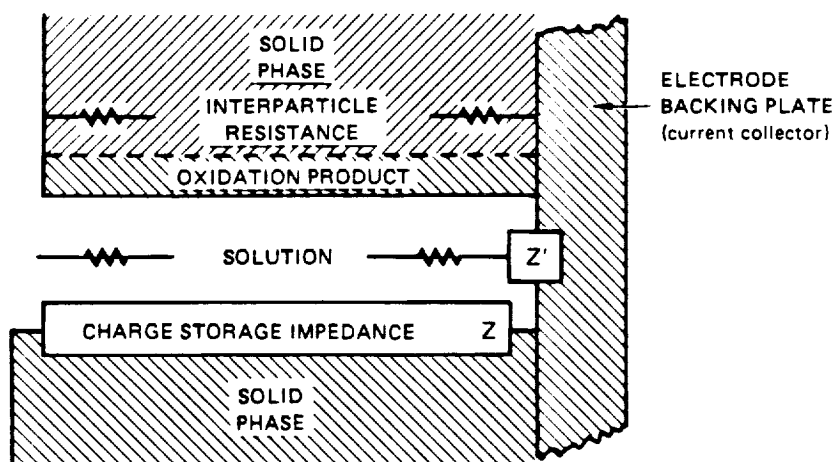 SOLID
PHASE
INTERPARTICLE
RESISTANCE
OXIDATION PRODUCT
ELECTRODE
BACKING PLATE
(current collector)
SOLUTION
Z'
CHARGE STORAGE IMPEDANCE Z
SOLID
PHASE